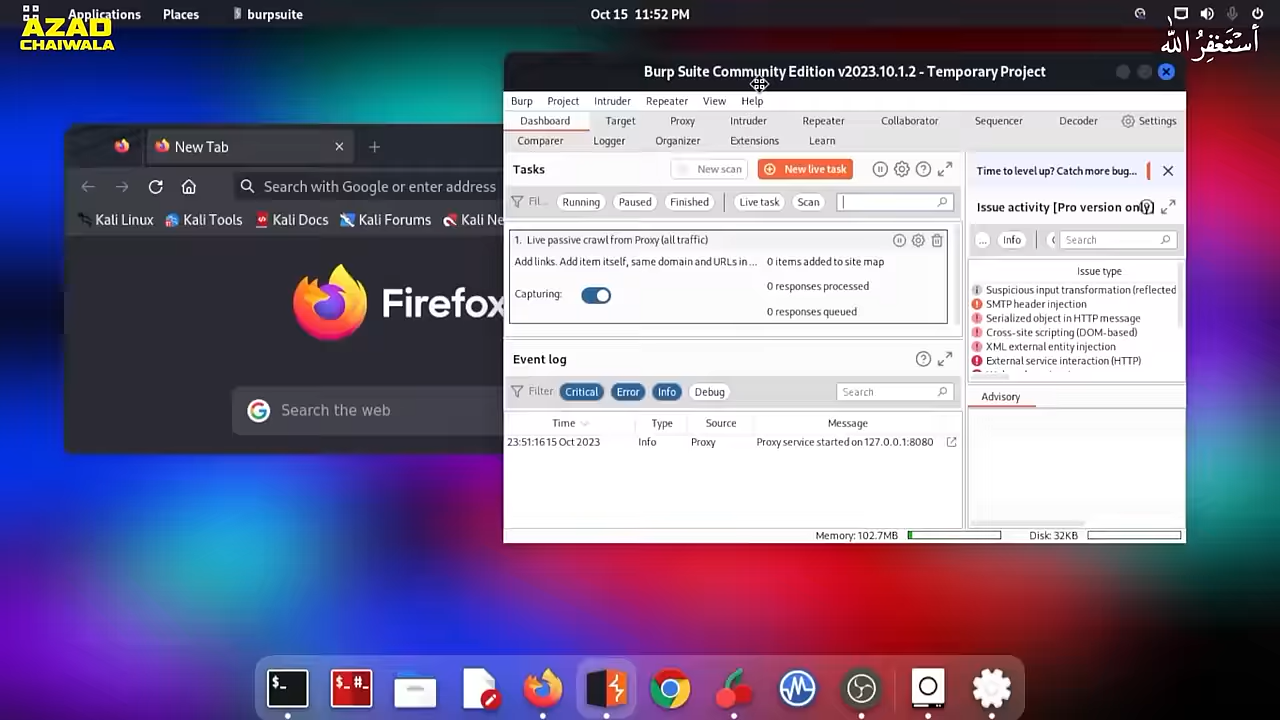 Applications Places burpsuite Oct 15 11:52 PM
AZAD
CHAIWALA
أستغفر الله
Burp Suite Community Edition v2023.10.1.2 - Temporary Project
Burp Project Intruder Repeater View Help
Dashboard Target Proxy Intruder Repeater Collaborator Sequencer Decoder Settings
Comparer Logger Organizer Extensions Learn
New Tab
Search with Google or enter address
Kali Linux Kali Tools Kali Docs Kali Forums Kali Ne
Firefox
Search the web
Tasks New scan New live task
Fil... Running Paused Finished Live task Scan
1. Live passive crawl from Proxy (all traffic)
Add links. Add item itself, same domain and URLs in ... 0 items added to site map
0 responses processed
Capturing:
0 responses queued
Event log
Filter Critical Error Info Debug Search
Time Type Source Message
23:51:16 15 Oct 2023 Info Proxy Proxy service started on 127.0.0.1:8080
Time to level up? Catch more bug...
Issue activity [Pro version only]
... Info Search
Issue type
Suspicious input transformation (reflected
SMTP header injection
Serialized object in HTTP message
Cross-site scripting (DOM-based)
XML external entity injection
External service interaction (HTTP)
Advisory
Memory: 102.7MB Disk: 32KB
$_ $_ #_